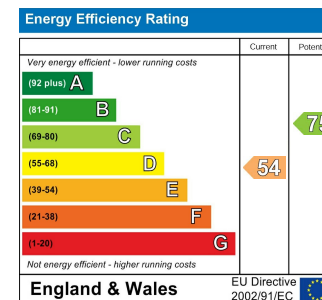 Energy Efficiency Rating
Current
Very energy efficient - lower running costs
(92 plus) A
(81-91) B
(69-80) C
(55-68) D
54
(39-54) E
(21-38) F
(1-20) G
Not energy efficient - higher running costs
England & Wales
EU Directive
2002/91/EC